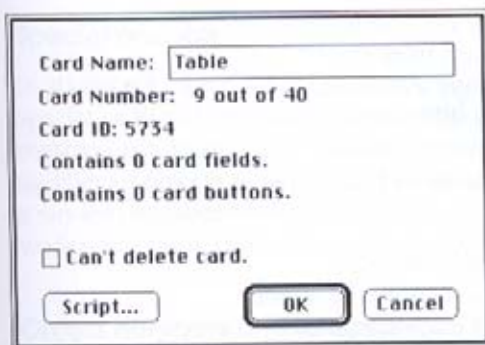 Card Name: Table
Card Number: 9 out of 40
Card ID: 5734
Contains 0 card fields.
Contains 0 card buttons.
Can't delete card.
Script... OK Cancel